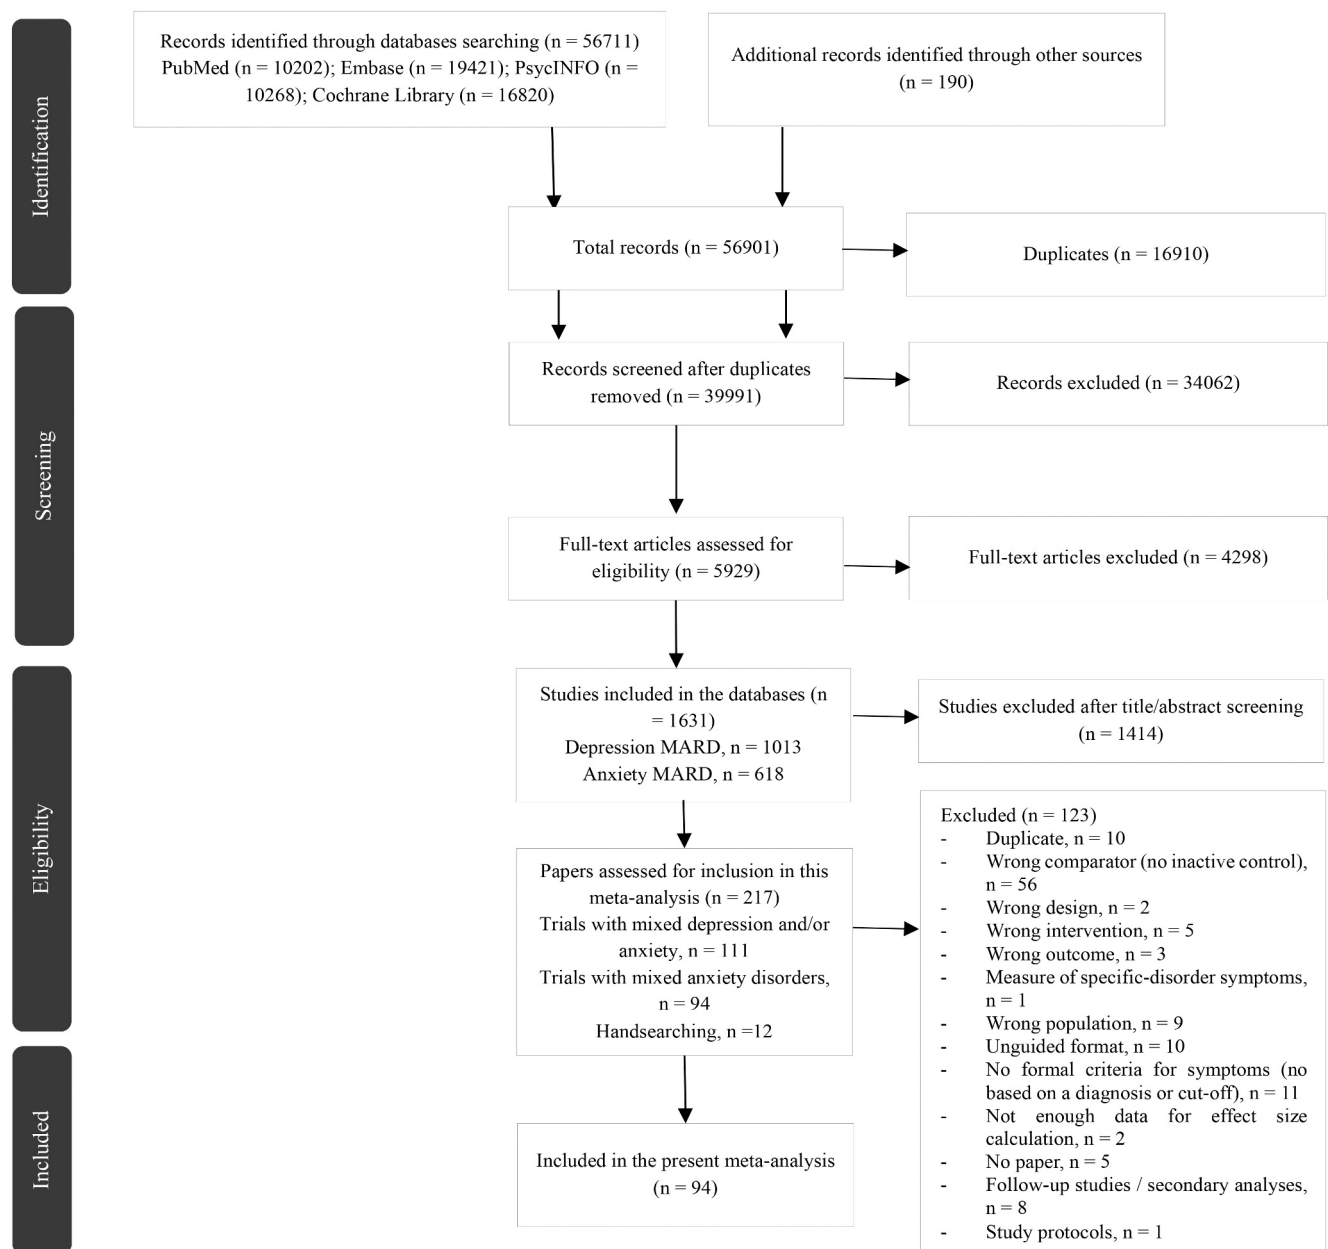 Identification
Records identified through databases searching (n = 56711)
PubMed (n = 10202); Embase (n = 19421); PsycINFO (n =
10268); Cochrane Library (n = 16820)
Additional records identified through other sources
(n = 190)
Total records (n = 56901)
Duplicates (n = 16910)
Screening
Records screened after duplicates
removed (n = 39991)
Records excluded (n = 34062)
Full-text articles assessed for
eligibility (n = 5929)
Full-text articles excluded (n = 4298)
Eligibility
Studies included in the databases (n
= 1631)
Depression MARD, n = 1013
Anxiety MARD, n = 618
Studies excluded after title/abstract screening
(n = 1414)
Papers assessed for inclusion in this
meta-analysis (n = 217)
Trials with mixed depression and/or
anxiety, n = 111
Trials with mixed anxiety disorders,
n = 94
Handsearching, n =12
Excluded (n = 123)
- Duplicate, n = 10
- Wrong comparator (no inactive control),
n = 56
- Wrong design, n = 2
- Wrong intervention, n = 5
- Wrong outcome, n = 3
- Measure of specific-disorder symptoms,
n = 1
- Wrong population, n = 9
- Unguided format, n = 10
- No formal criteria for symptoms (no
based on a diagnosis or cut-off), n = 11
- Not enough data for effect size
calculation, n = 2
- No paper, n = 5
- Follow-up studies / secondary analyses,
n = 8
- Study protocols, n = 1
Included
Included in the present meta-analysis
(n = 94)